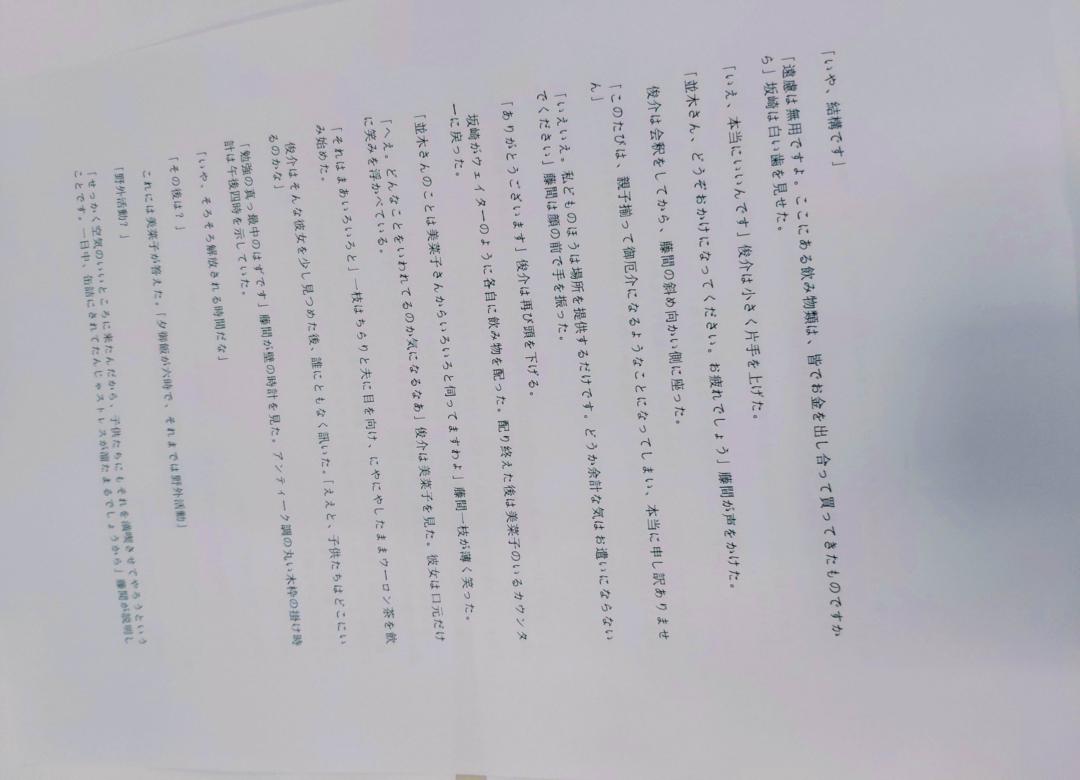 「いや、結構です」
「遠慮は無用ですよ。ここにある飲み物類は、皆でお金を出し合って買ってきたものですか
ら」坂崎は白い歯を見せた。
「いえ、本当にいいんです」俊介は小さく片手を上げた。
「並木さん、どうぞおかけになってください。お疲れでしょう」藤間が声をかけた。
俊介は会釈をしてから、藤間の斜め向かい側に座った。
「このたびは、親子揃って御厄介になるようなことになってしまい、本当に申し訳ありませ
ん」
「いえいえ。私どものほうは場所を提供するだけです。どうか余計な気はお遣いにならない
でください」藤間は顔の前で手を振った。
「ありがとうございます」俊介は再び頭を下げる。
坂崎がウェイターのように各自に飲み物を配った。配り終えた後は美菜子のいるカウンタ
ーに戻った。
「並木さんのことは美菜子さんからいろいろと伺ってますわよ」藤間一枝が薄く笑った。
「へえ。どんなことをいわれてるのか気になるなあ」俊介は美菜子を見た。彼女は口元だけ
に笑みを浮かべている。
「それはまあいろいろと」一枝はちらりと夫に目を向け、にやにやしたままウーロン茶を飲
み始めた。
俊介はそんな彼女を少し見つめた後、誰にともなく訊いた。「ええと、子供たちはどこにい
るのかな」
「勉強の真っ最中のはずです」藤間が壁の時計を見た。アンティーク調の丸い木枠の掛け時
計は午後四時を示していた。
「いや、そろそろ解放される時間だな」
「その後は？」
これには美菜子が答えた。「夕御飯が六時で、それまでは野外活動」
「野外活動？」
「せっかく空気のいいところに来たんだから、子供たちにもそれを満喫させてやろうという
ことです。一日中、缶詰にされてたんじゃストレスが溜たまるでしょうから」藤間が説明し